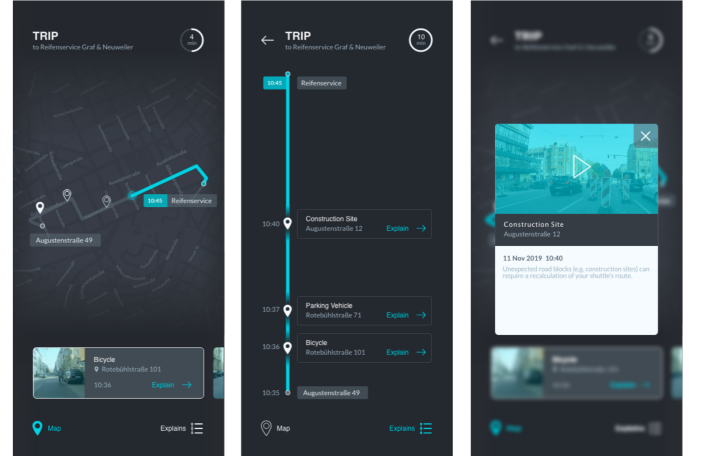 TRIP
to Reifenservice Graf & Neuweiler
4
min
10:45 Reifenservice
Augustenstraße 49
Bicycle
Rotebühlstraße 101
10:36 Explain
Map Explains
TRIP
to Reifenservice Graf & Neuweiler
10
min
10:45 Reifenservice
10:40 Construction Site
Augustenstraße 12 Explain
10:37 Parking Vehicle
Rotebühlstraße 71 Explain
10:36 Bicycle
Rotebühlstraße 101 Explain
10:35 Augustenstraße 49
Map Explains
TRIP
Construction Site
Augustenstraße 12
11 Nov 2019 10:40
Unexpected road blocks (e.g. construction sites) can
require a recalculation of your shuttle's route.